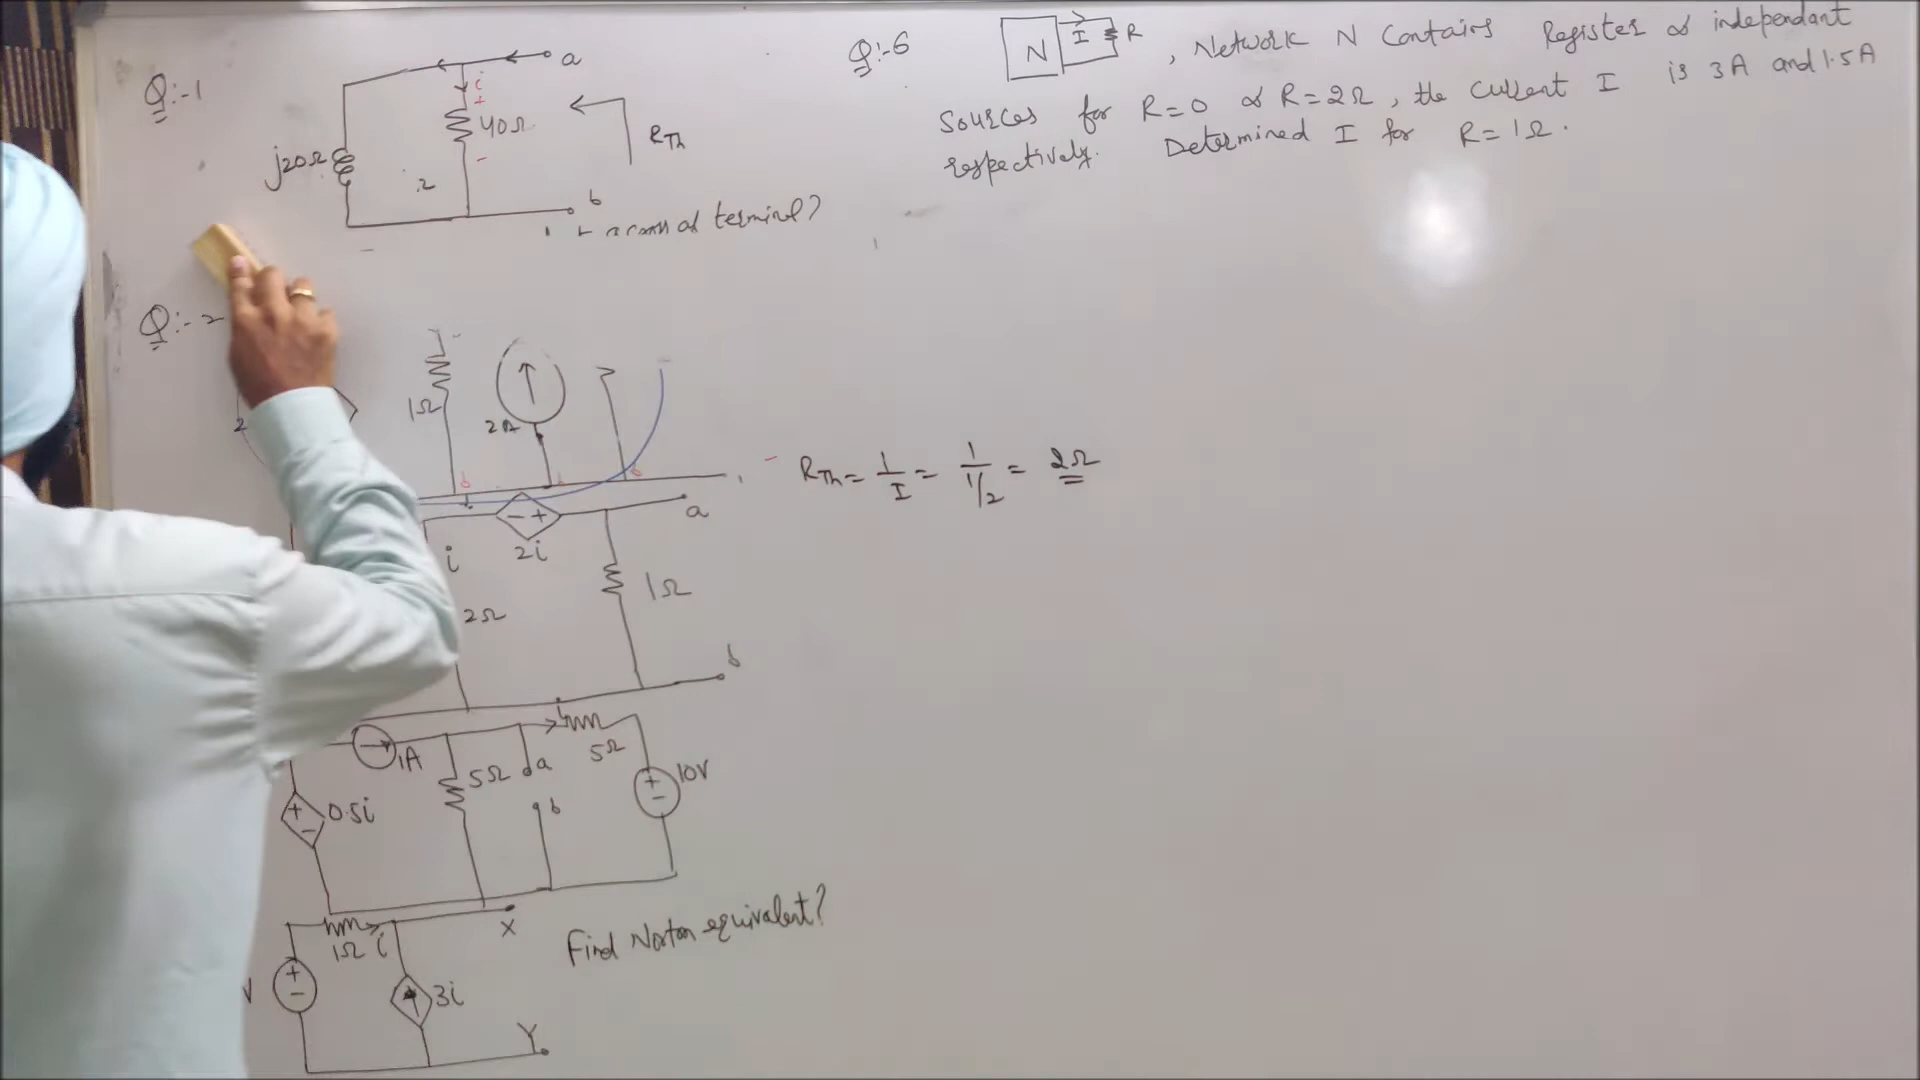 Q:-1
a
i
+
40Ω
-
j20Ω
RTh
b
across terminal?
Q:-6
N
I
R
, Network N Contains Register & independant
Sources for R=0 & R=2Ω, the current I is 3A and 1.5A
respectively. Determined I for R=1Ω.
Q:-2
1Ω
2A
RTh = 1/I = 1/1/2 = 2Ω
- +
2i
a
i
2Ω
1Ω
b
1A
5Ω
a
5Ω
+
-
10V
+
-
0.5i
b
1Ω
i
X
Find Norton equivalent?
V
+
-
3i
Y